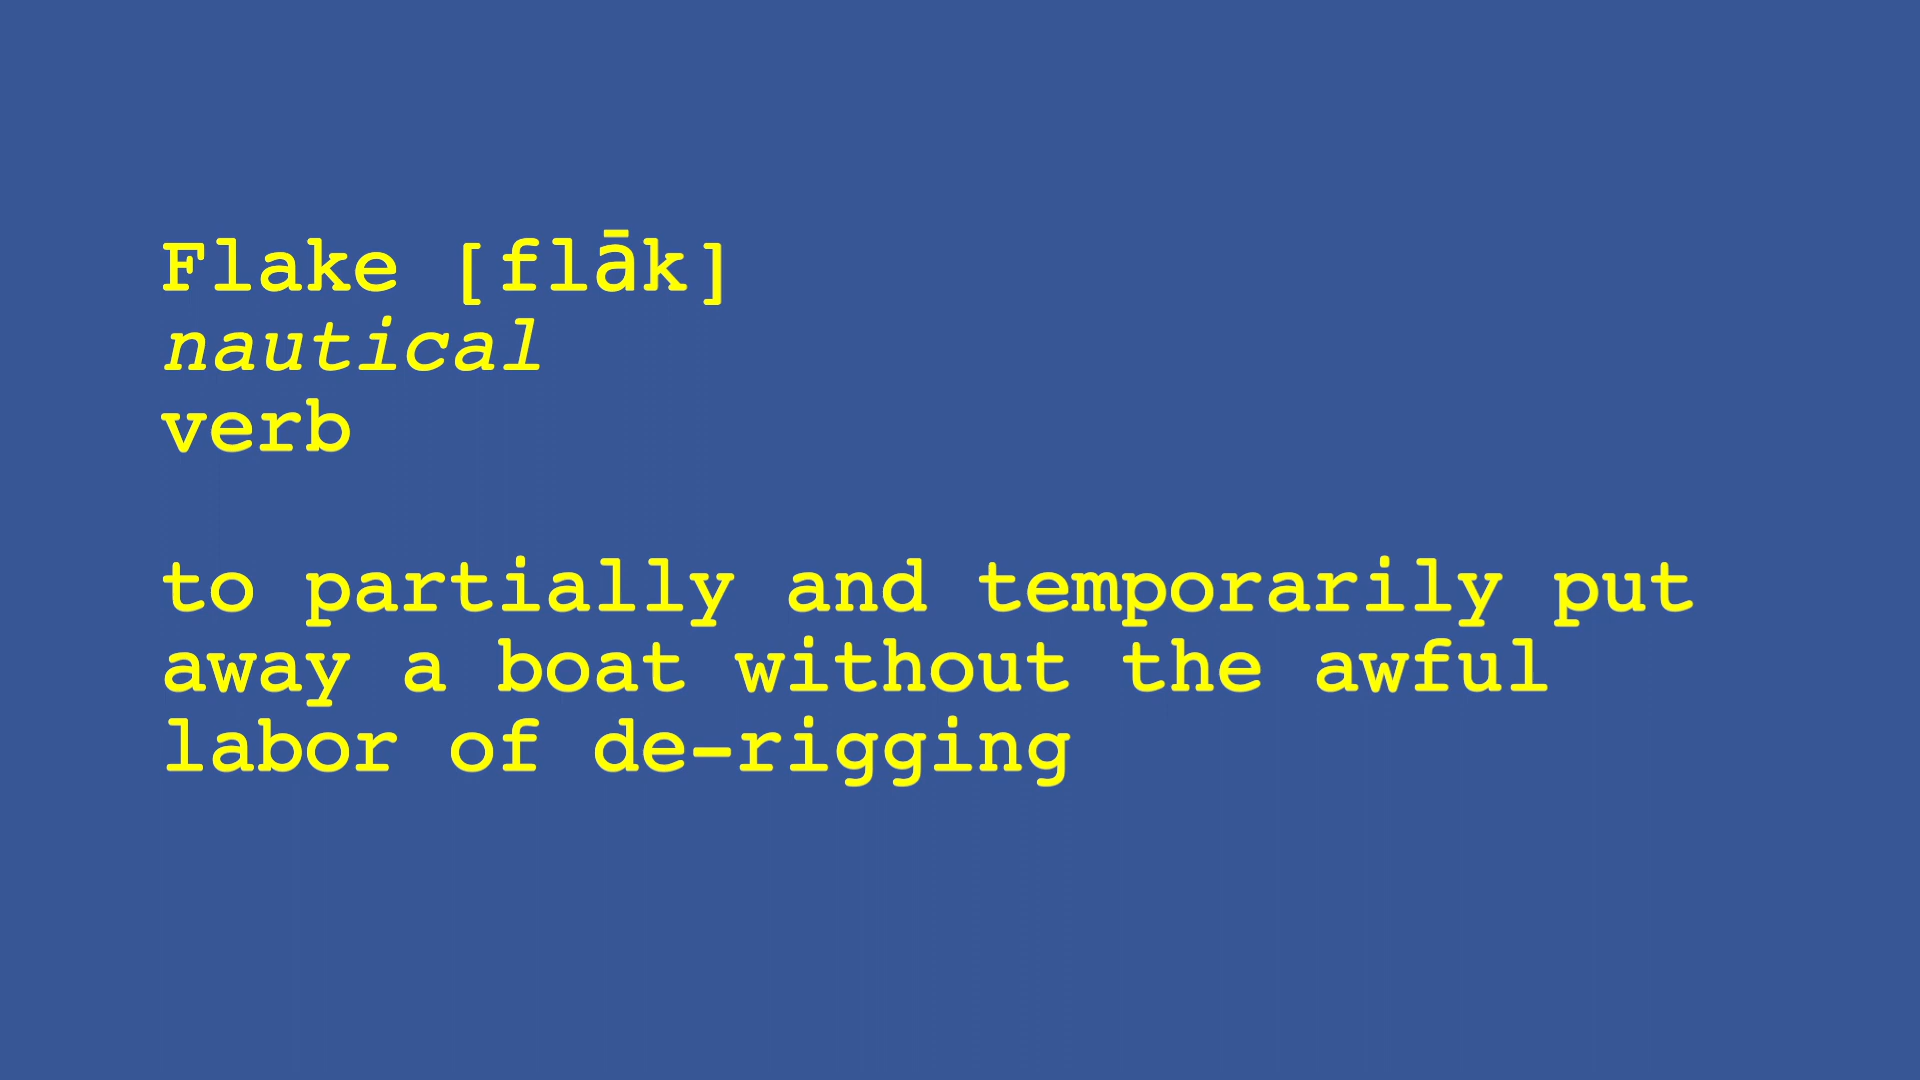 Flake [flāk]
nautical
verb
to partially and temporarily put
away a boat without the awful
labor of de-rigging